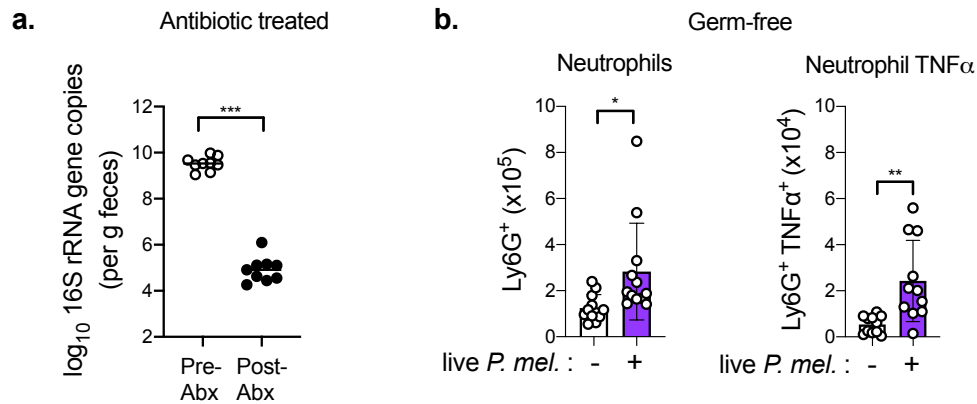 a.
Antibiotic treated
log10 16S rRNA gene copies
(per g feces)
12
10
8
6
4
2
***
Pre-
Abx
Post-
Abx
b.
Germ-free
Neutrophils
Ly6G+ (x10^5)
10
8
6
4
2
0
*
live P. mel. : - +
Neutrophil TNFα
Ly6G+ TNFα+ (x10^4)
10
8
6
4
2
0
**
live P. mel. : - +